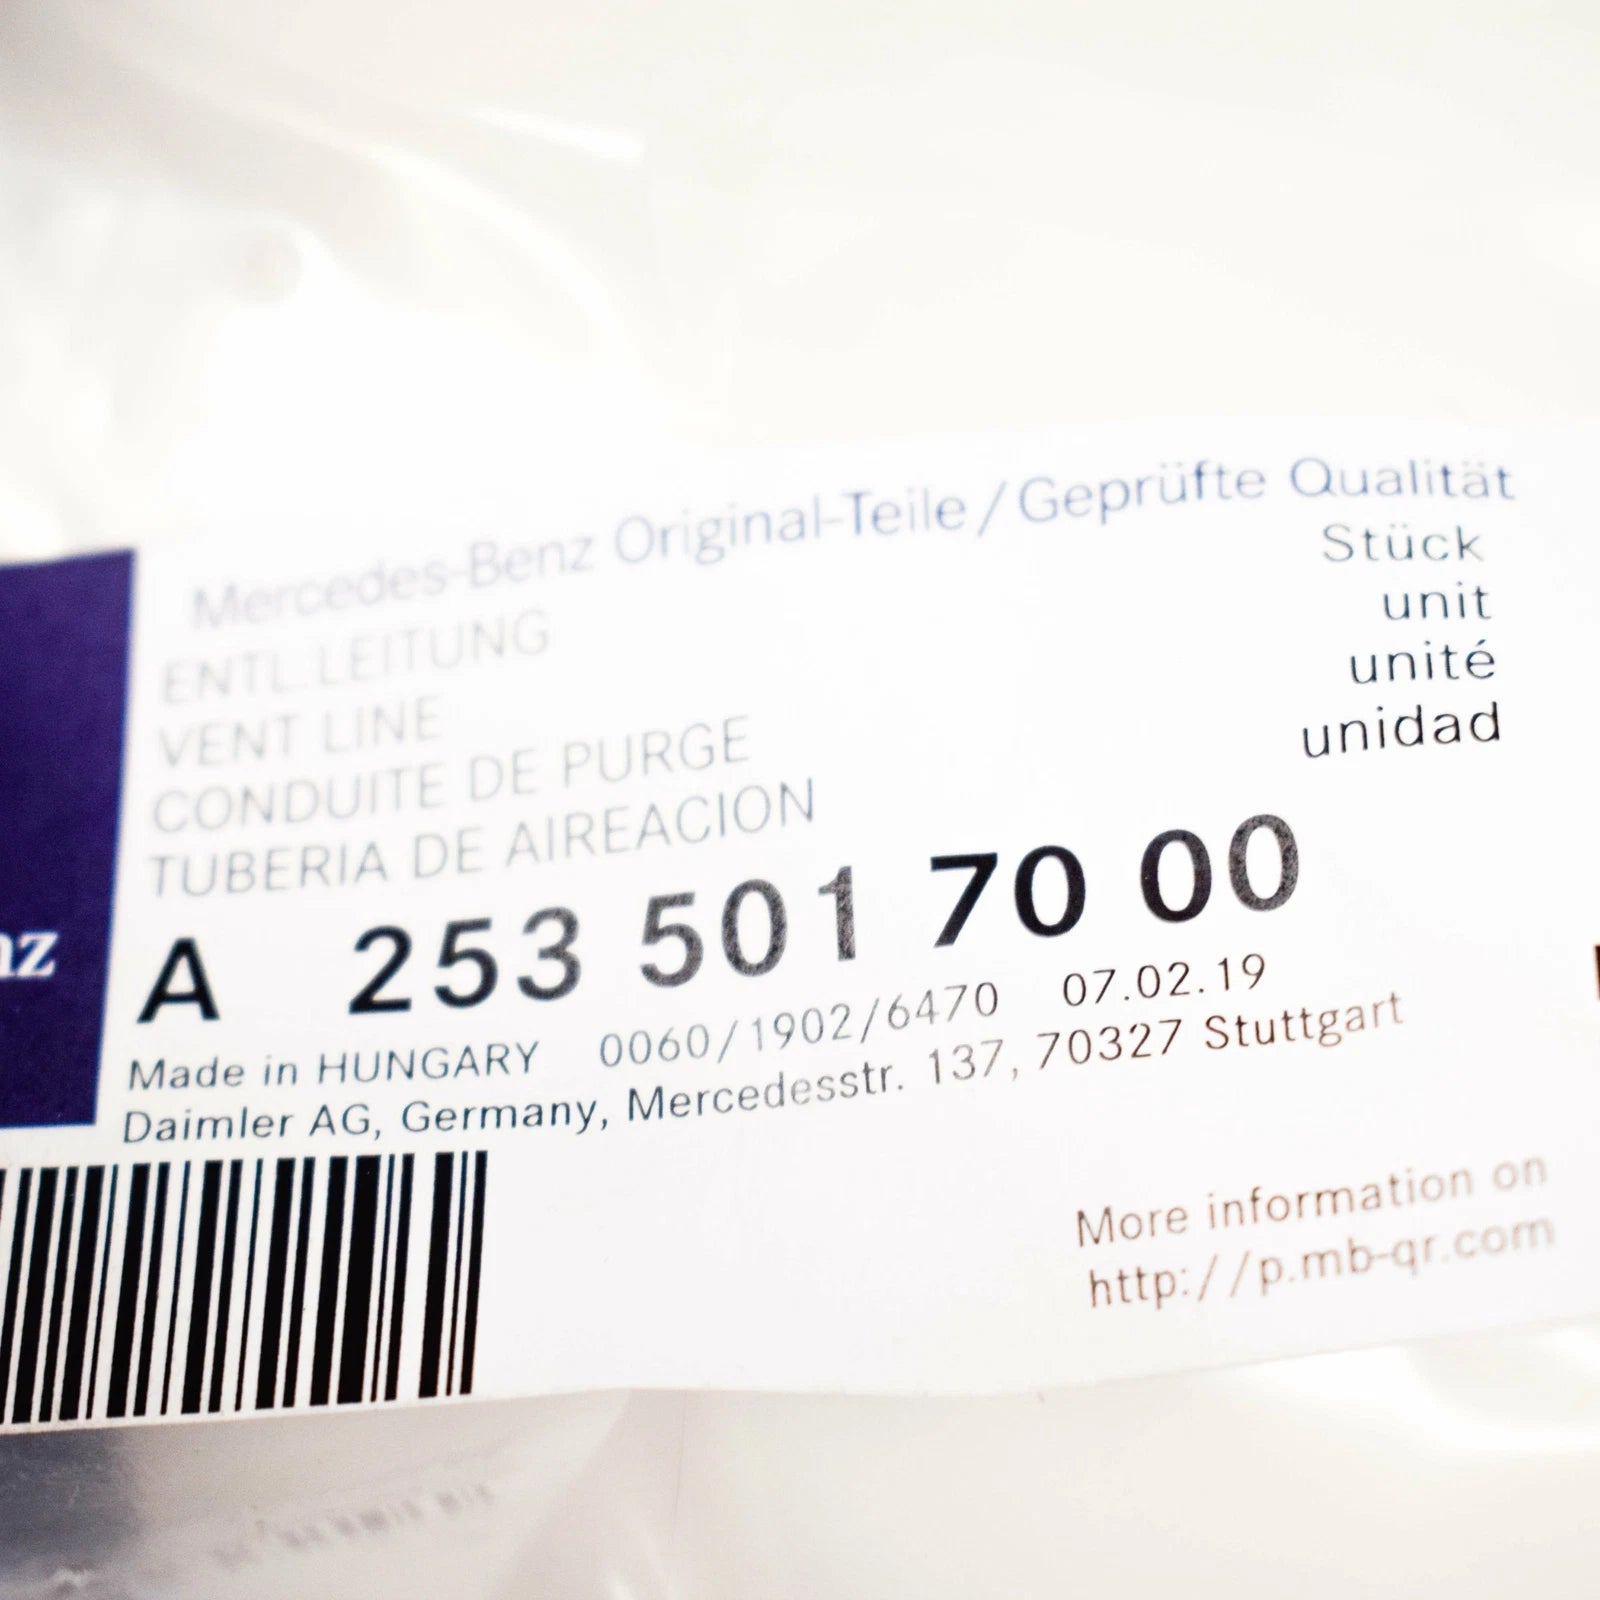 Mercedes-Benz Original-Teile / Geprüfte Qualität
ENTL.LEITUNG
VENT LINE
CONDUITE DE PURGE
TUBERIA DE AIREACION
Stück
unit
unité
unidad
nz
A 253 501 70 00
Made in HUNGARY 0060/1902/6470 07.02.19
Daimler AG, Germany, Mercedesstr. 137, 70327 Stuttgart
More information on
http://p.mb-qr.com